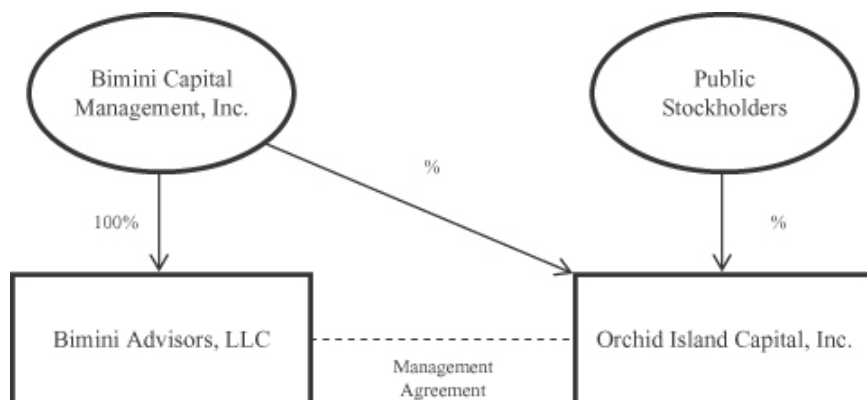 Bimini Capital
Management, Inc.
Public
Stockholders
%
100%
%
Bimini Advisors, LLC
Orchid Island Capital, Inc.
Management
Agreement